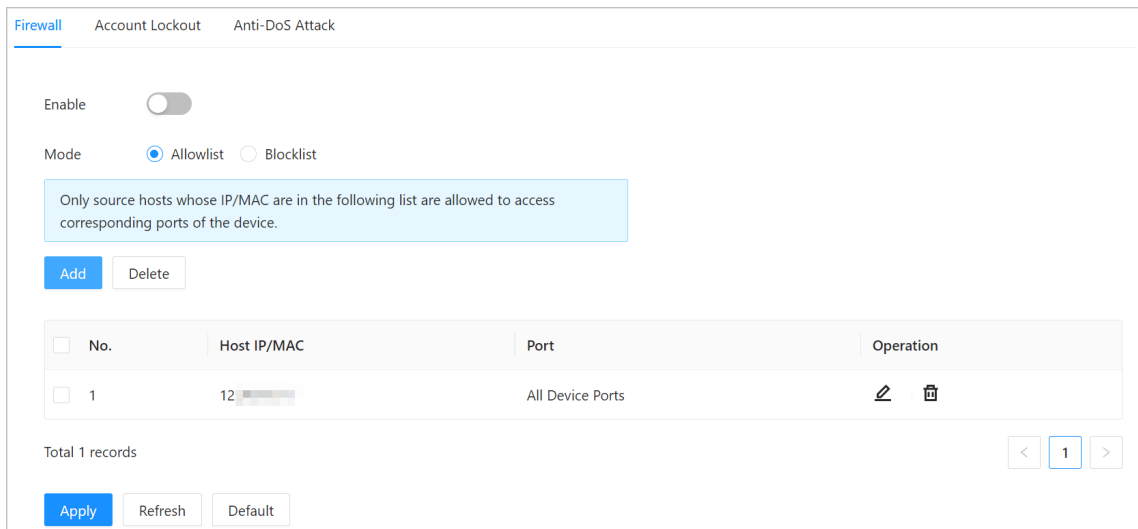 Firewall Account Lockout Anti-DoS Attack
Enable
Mode Allowlist Blocklist
Only source hosts whose IP/MAC are in the following list are allowed to access
corresponding ports of the device.
Add Delete
No. Host IP/MAC Port Operation
1 12 All Device Ports
Total 1 records
< 1 >
Apply Refresh Default